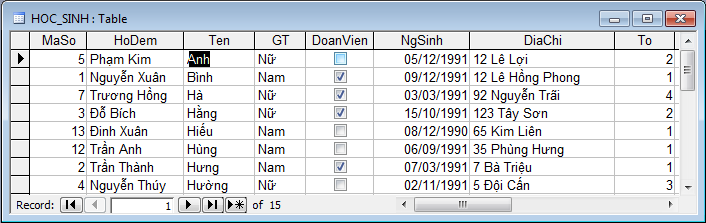 HOC_SINH : Table
MaSo HoDem Ten GT DoanVien NgSinh DiaChi To
5 Phạm Kim Anh Nữ 05/12/1991 12 Lê Lợi 2
1 Nguyễn Xuân Bình Nam 09/12/1991 12 Lê Hồng Phong 1
7 Trương Hồng Hà Nữ 03/03/1991 92 Nguyễn Trãi 4
3 Đỗ Bích Hằng Nữ 15/10/1991 123 Tây Sơn 2
13 Đinh Xuân Hiếu Nam 08/12/1990 65 Kim Liên 1
12 Trần Anh Hùng Nam 06/09/1991 35 Phùng Hưng 1
2 Trần Thành Hưng Nam 07/03/1991 7 Bà Triệu 1
4 Nguyễn Thúy Hường Nữ 02/11/1991 5 Đội Cấn 3
Record: 1 of 15